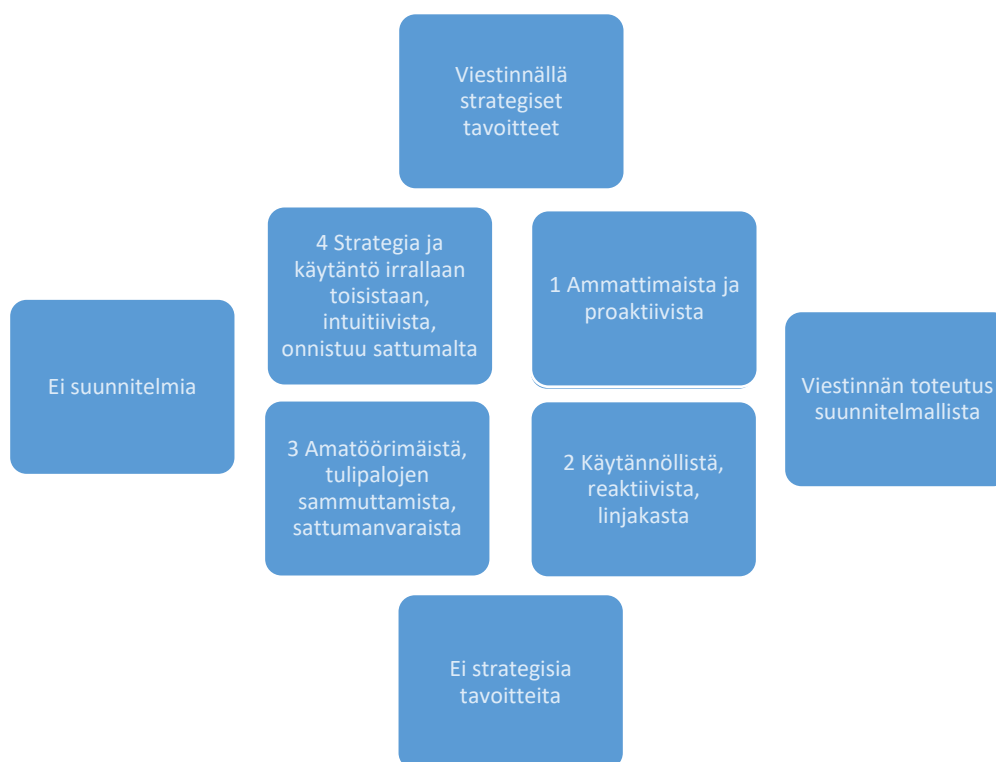 Viestinnällä
strategiset
tavoitteet
4 Strategia ja
käytäntö irrallaan
toisistaan,
intuitiivista,
onnistuu sattumalta
1 Ammattimaista ja
proaktiivista
Ei suunnitelmia
Viestinnän toteutus
suunnitelmallista
3 Amatöörimäistä,
tulipalojen
sammuttamista,
sattumanvaraista
2 Käytännöllistä,
reaktiivista,
linjakasta
Ei strategisia
tavoitteita